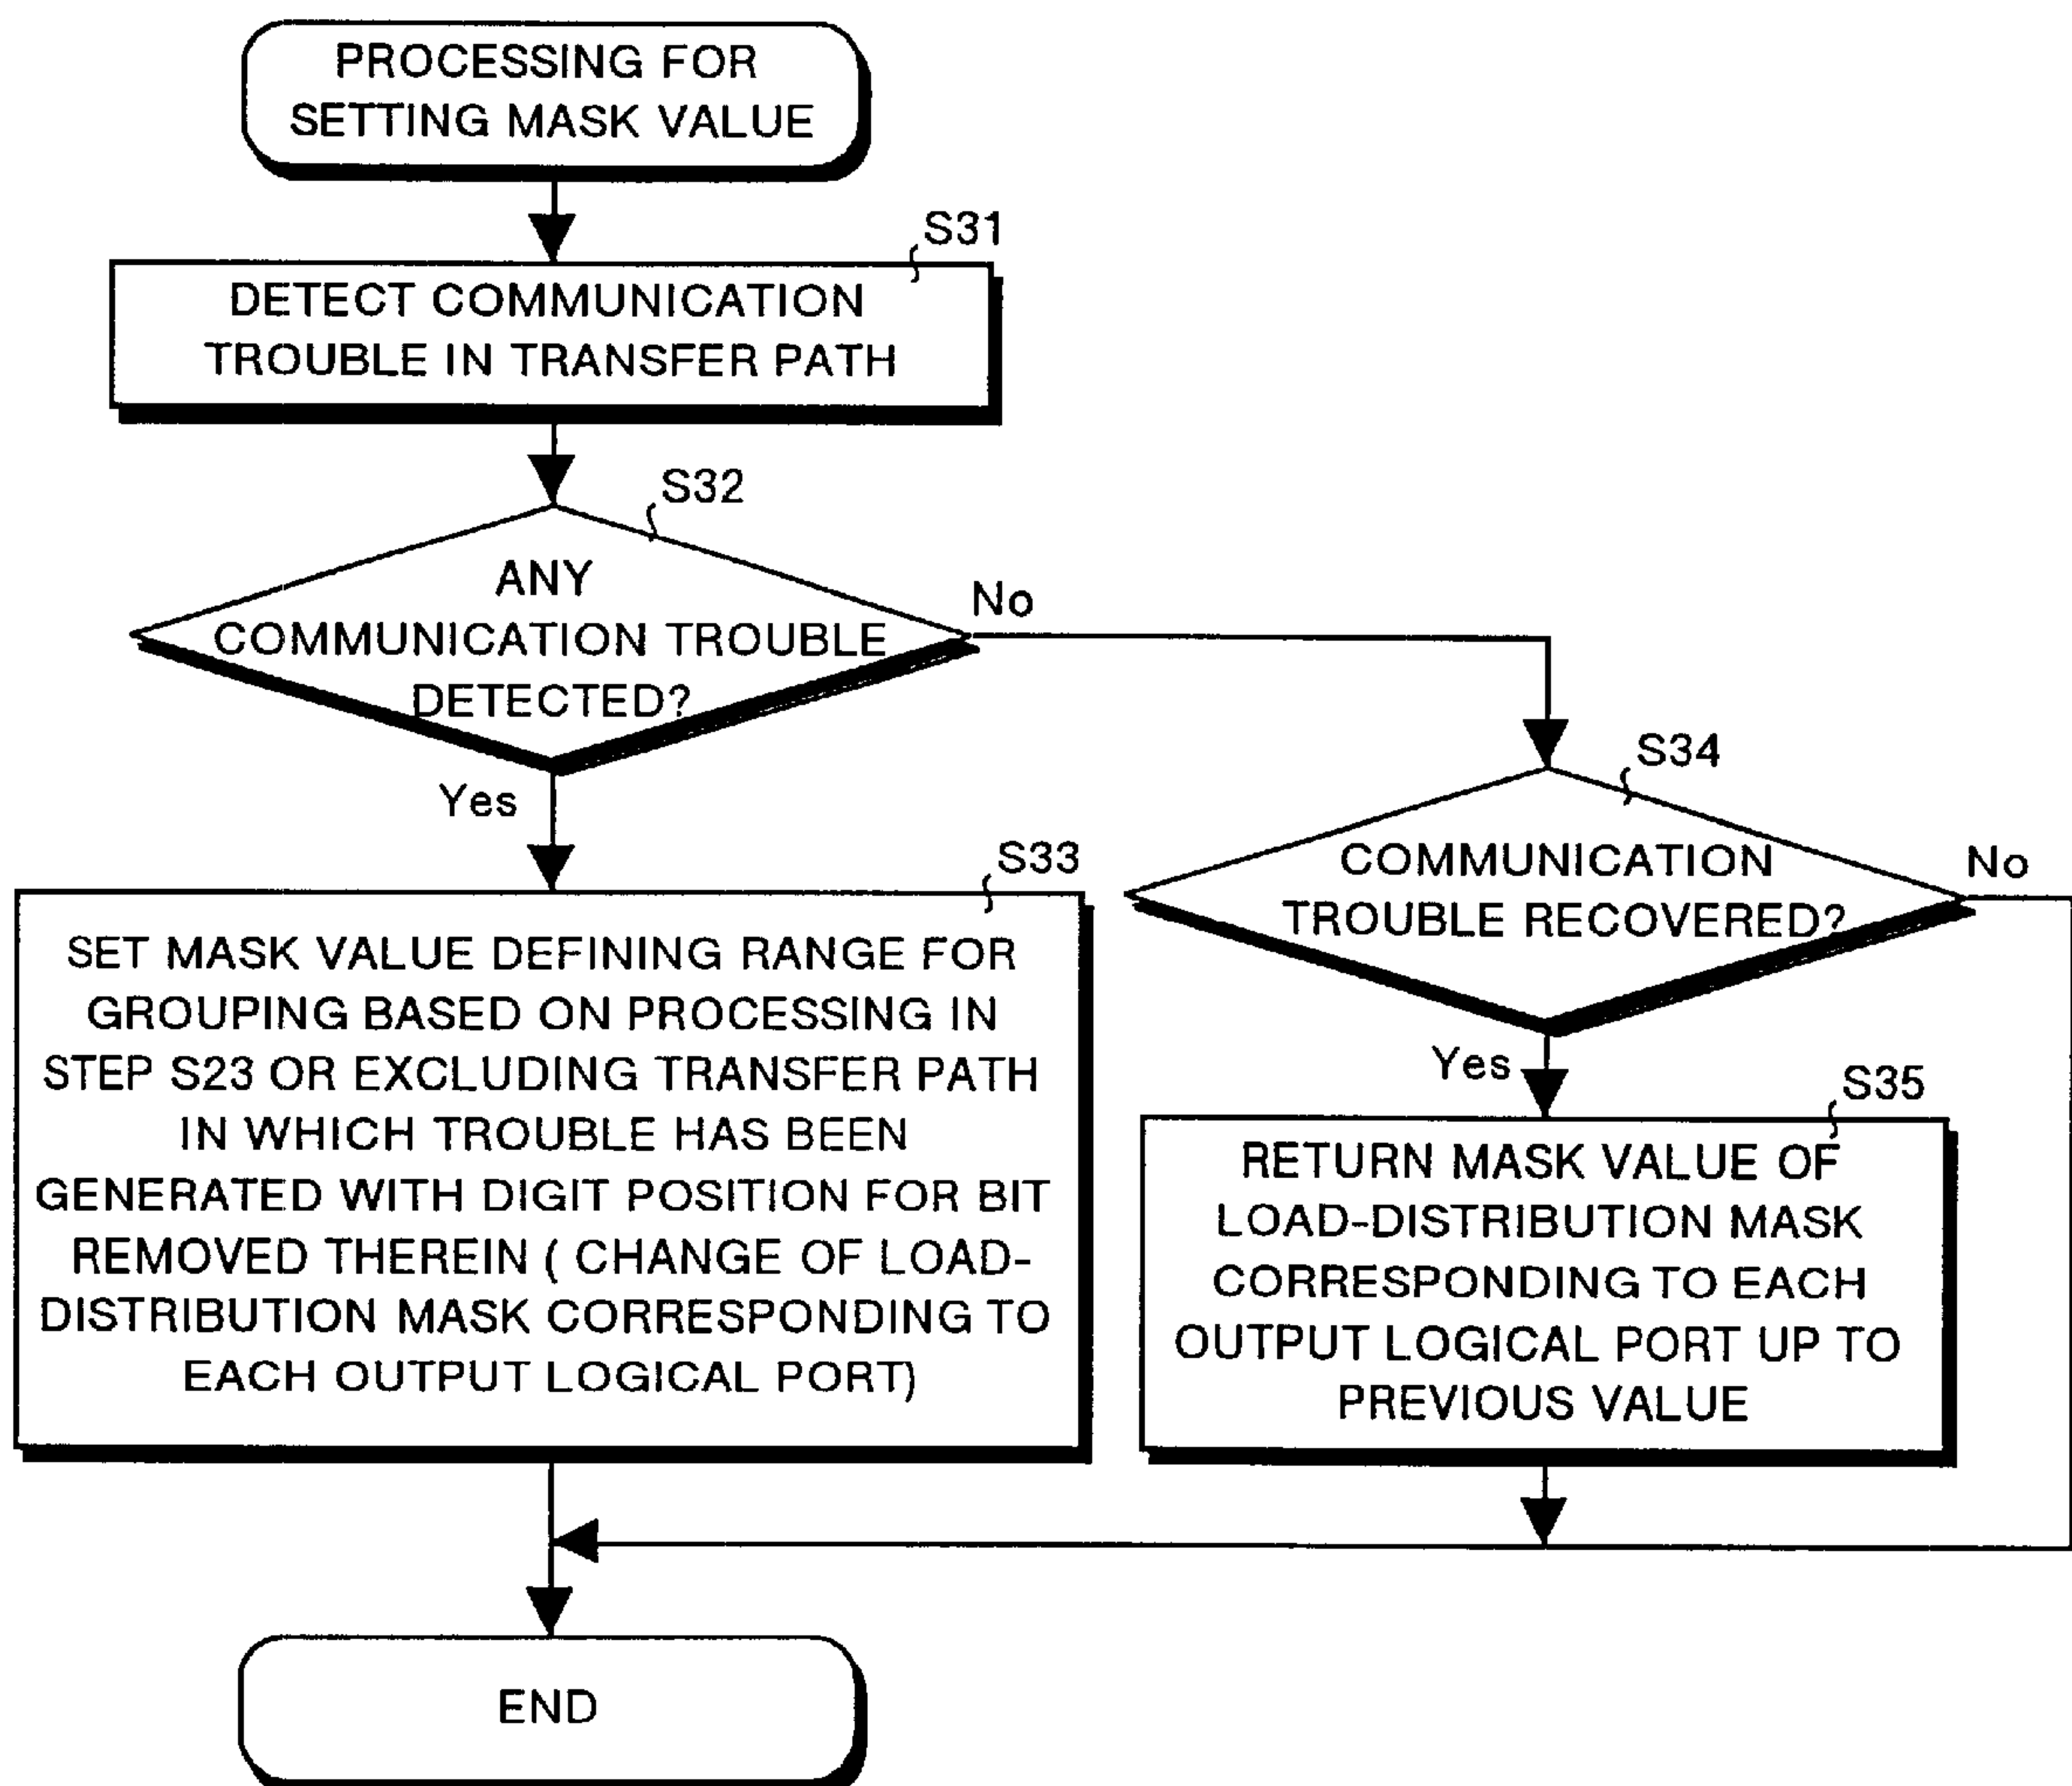 PROCESSING FOR
SETTING MASK VALUE
S31
DETECT COMMUNICATION
TROUBLE IN TRANSFER PATH
S32
ANY
COMMUNICATION TROUBLE
DETECTED?
No
Yes
S34
COMMUNICATION
TROUBLE RECOVERED?
No
Yes
S33
SET MASK VALUE DEFINING RANGE FOR
GROUPING BASED ON PROCESSING IN
STEP S23 OR EXCLUDING TRANSFER PATH
IN WHICH TROUBLE HAS BEEN
GENERATED WITH DIGIT POSITION FOR BIT
REMOVED THEREIN ( CHANGE OF LOAD-
DISTRIBUTION MASK CORRESPONDING TO
EACH OUTPUT LOGICAL PORT)
S35
RETURN MASK VALUE OF
LOAD-DISTRIBUTION MASK
CORRESPONDING TO EACH
OUTPUT LOGICAL PORT UP TO
PREVIOUS VALUE
END